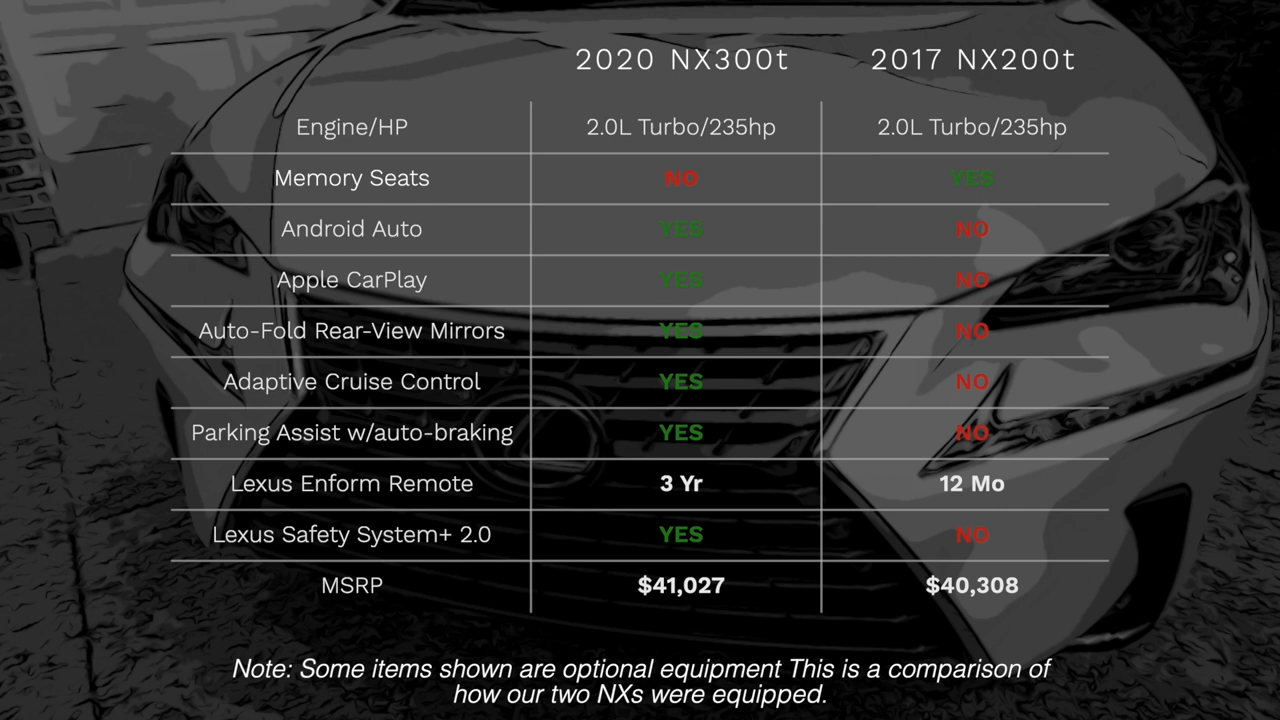 2020 NX300t 2017 NX200t
Engine/HP 2.0L Turbo/235hp 2.0L Turbo/235hp
Memory Seats NO YES
Android Auto YES NO
Apple CarPlay YES NO
Auto-Fold Rear-View Mirrors YES NO
Adaptive Cruise Control YES NO
Parking Assist w/auto-braking YES NO
Lexus Enform Remote 3 Yr 12 Mo
Lexus Safety System+ 2.0 YES NO
MSRP $41,027 $40,308
Note: Some items shown are optional equipment This is a comparison of
how our two NXs were equipped.